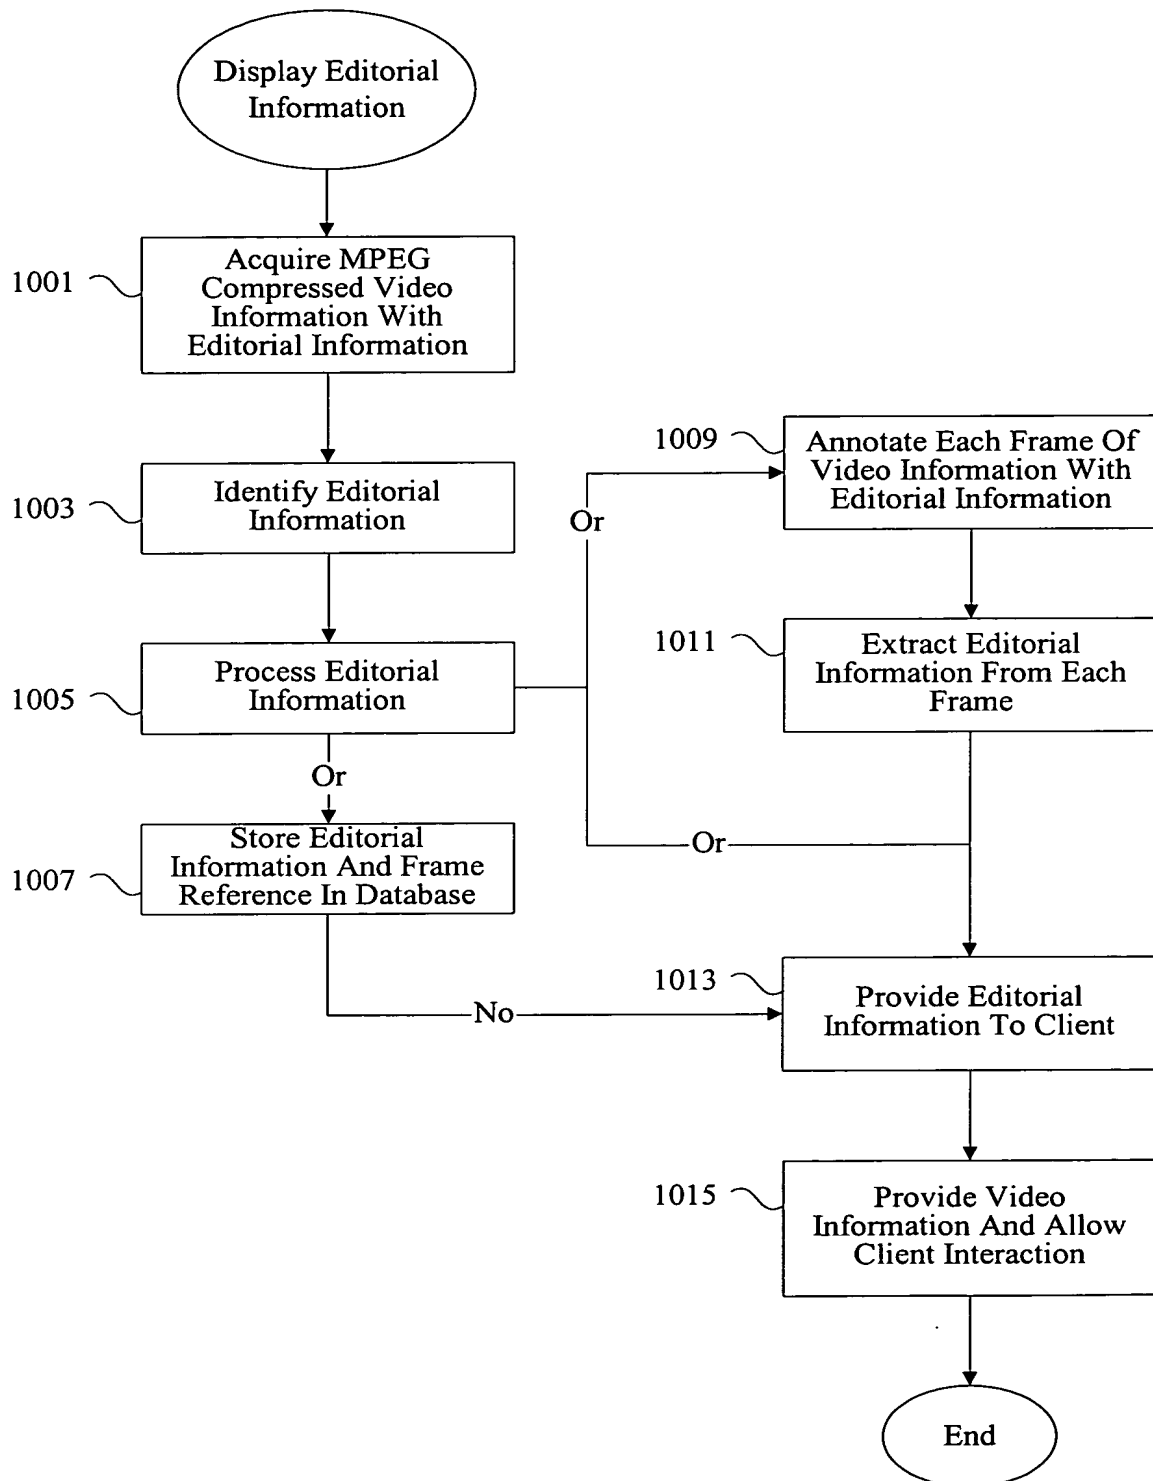 Display Editorial
Information
1001
Acquire MPEG
Compressed Video
Information With
Editorial Information
1003
Identify Editorial
Information
1005
Process Editorial
Information
Or
1007
Store Editorial
Information And Frame
Reference In Database
No
Or
1009
Annotate Each Frame Of
Video Information With
Editorial Information
1011
Extract Editorial
Information From Each
Frame
Or
1013
Provide Editorial
Information To Client
1015
Provide Video
Information And Allow
Client Interaction
End